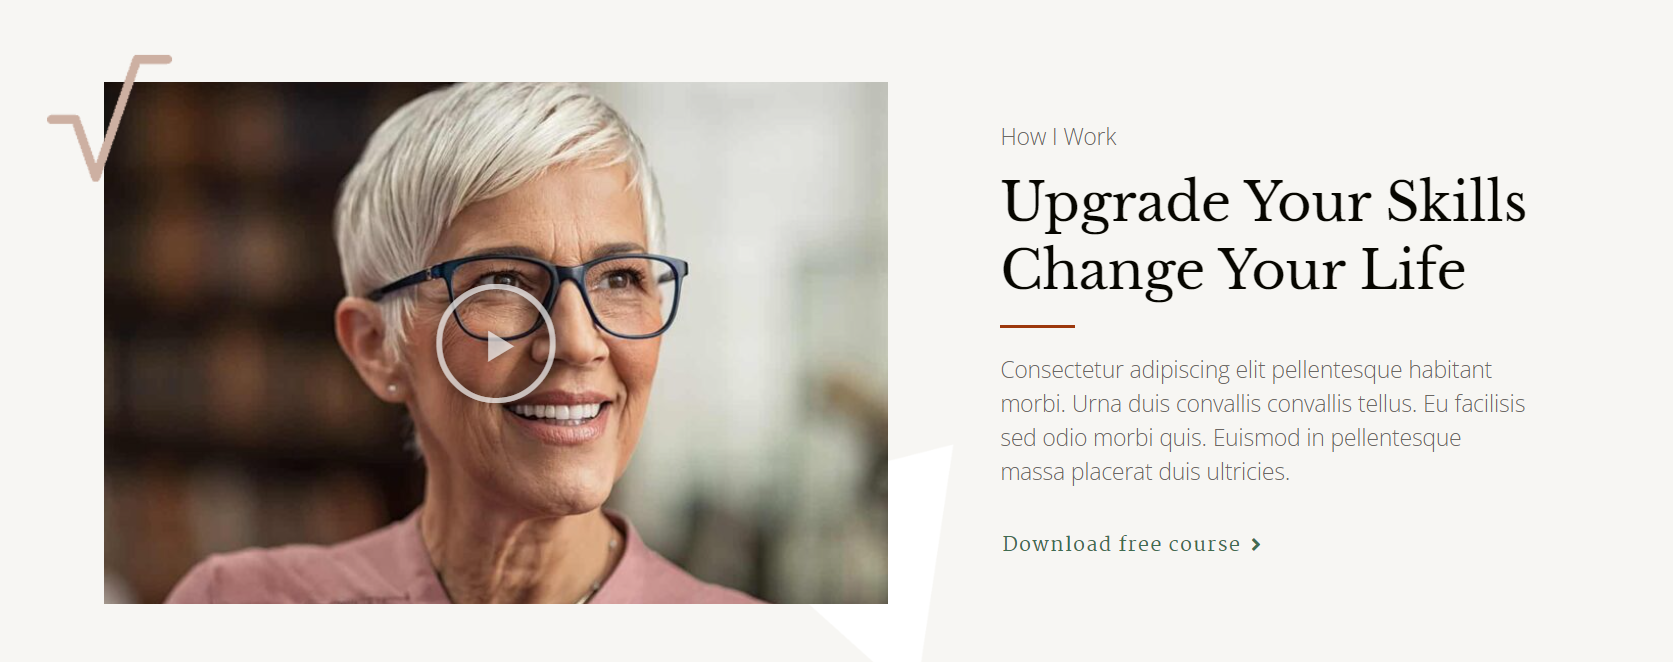 How I Work
Upgrade Your Skills
Change Your Life
Consectetur adipiscing elit pellentesque habitant
morbi. Urna duis convallis convallis tellus. Eu facilisis
sed odio morbi quis. Euismod in pellentesque
massa placerat duis ultricies.
Download free course